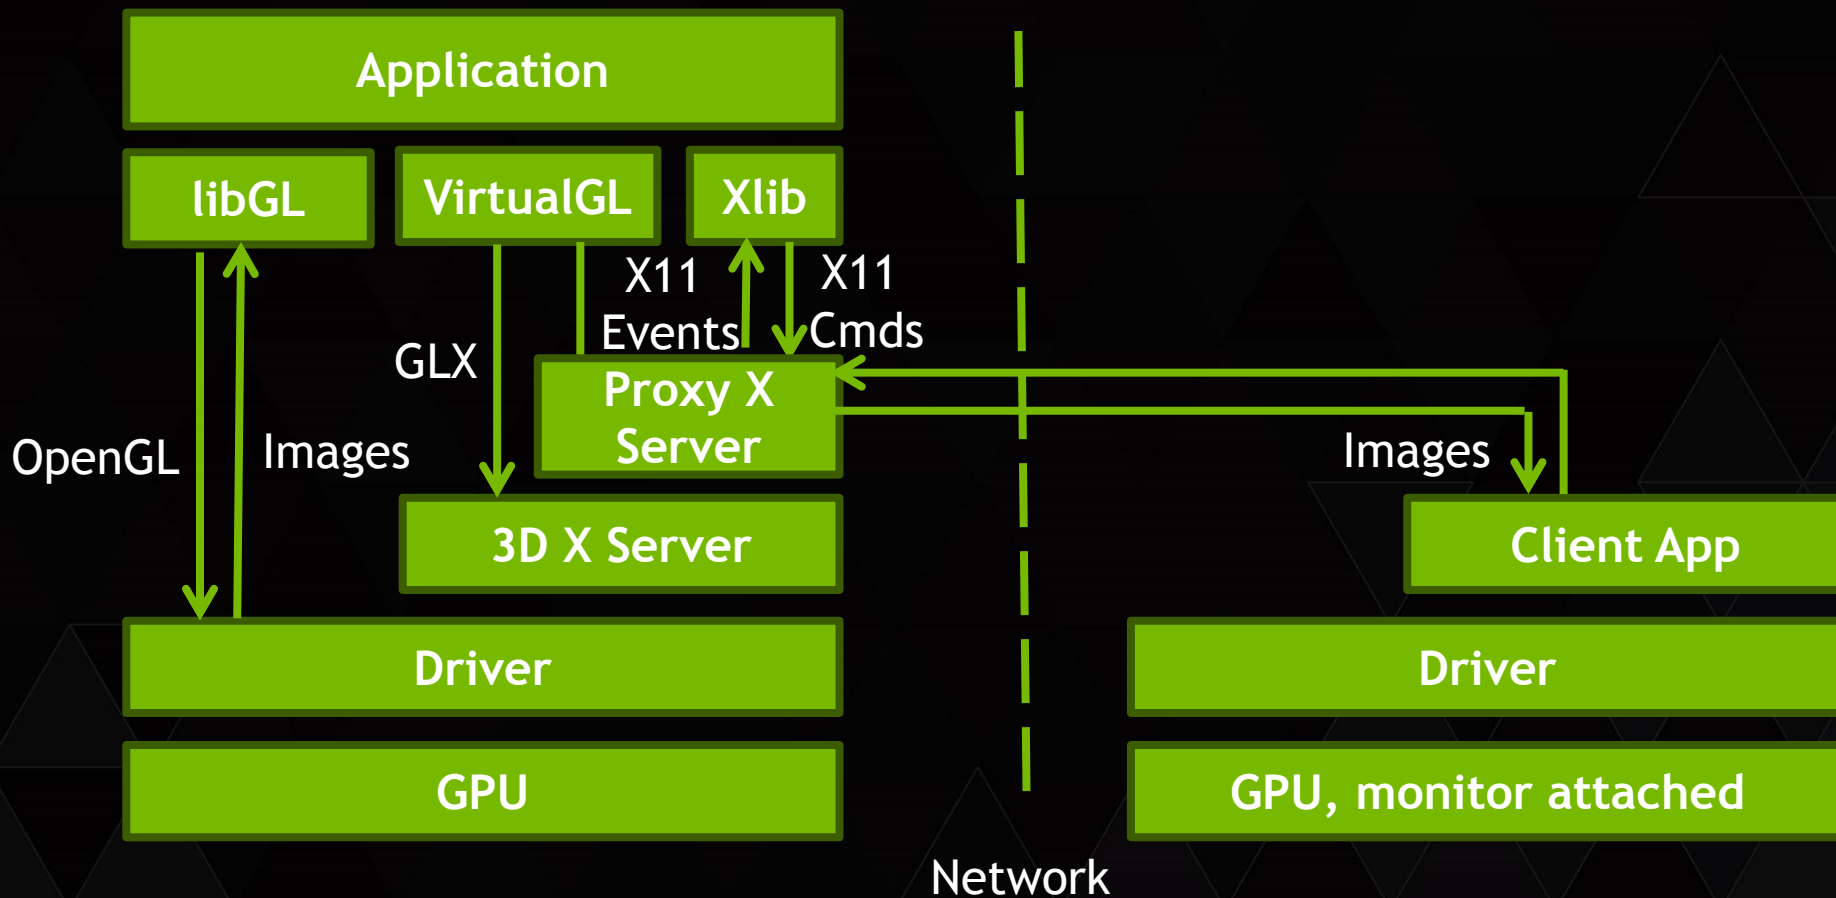 Application
libGL
VirtualGL
Xlib
X11
Events
X11
Cmds
GLX
Proxy X
Server
OpenGL
Images
Images
3D X Server
Client App
Driver
Driver
GPU
GPU, monitor attached
Network